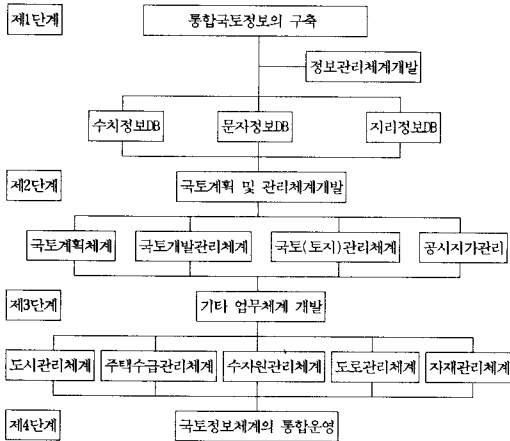 제1단계 통합국토정보의 구축
정보관리체계개발
수치정보DB 문자정보DB 지리정보DB
제2단계 국토계획 및 관리체계개발
국토계획체계 국토개발관리체계 국토(토지)관리체계 공시지가관리
제3단계 기타 업무체계 개발
도시관리체계 주택수급관리체계 수자원관리체계 도로관리체계 자재관리체계
제4단계 국토정보체계의 통합운영